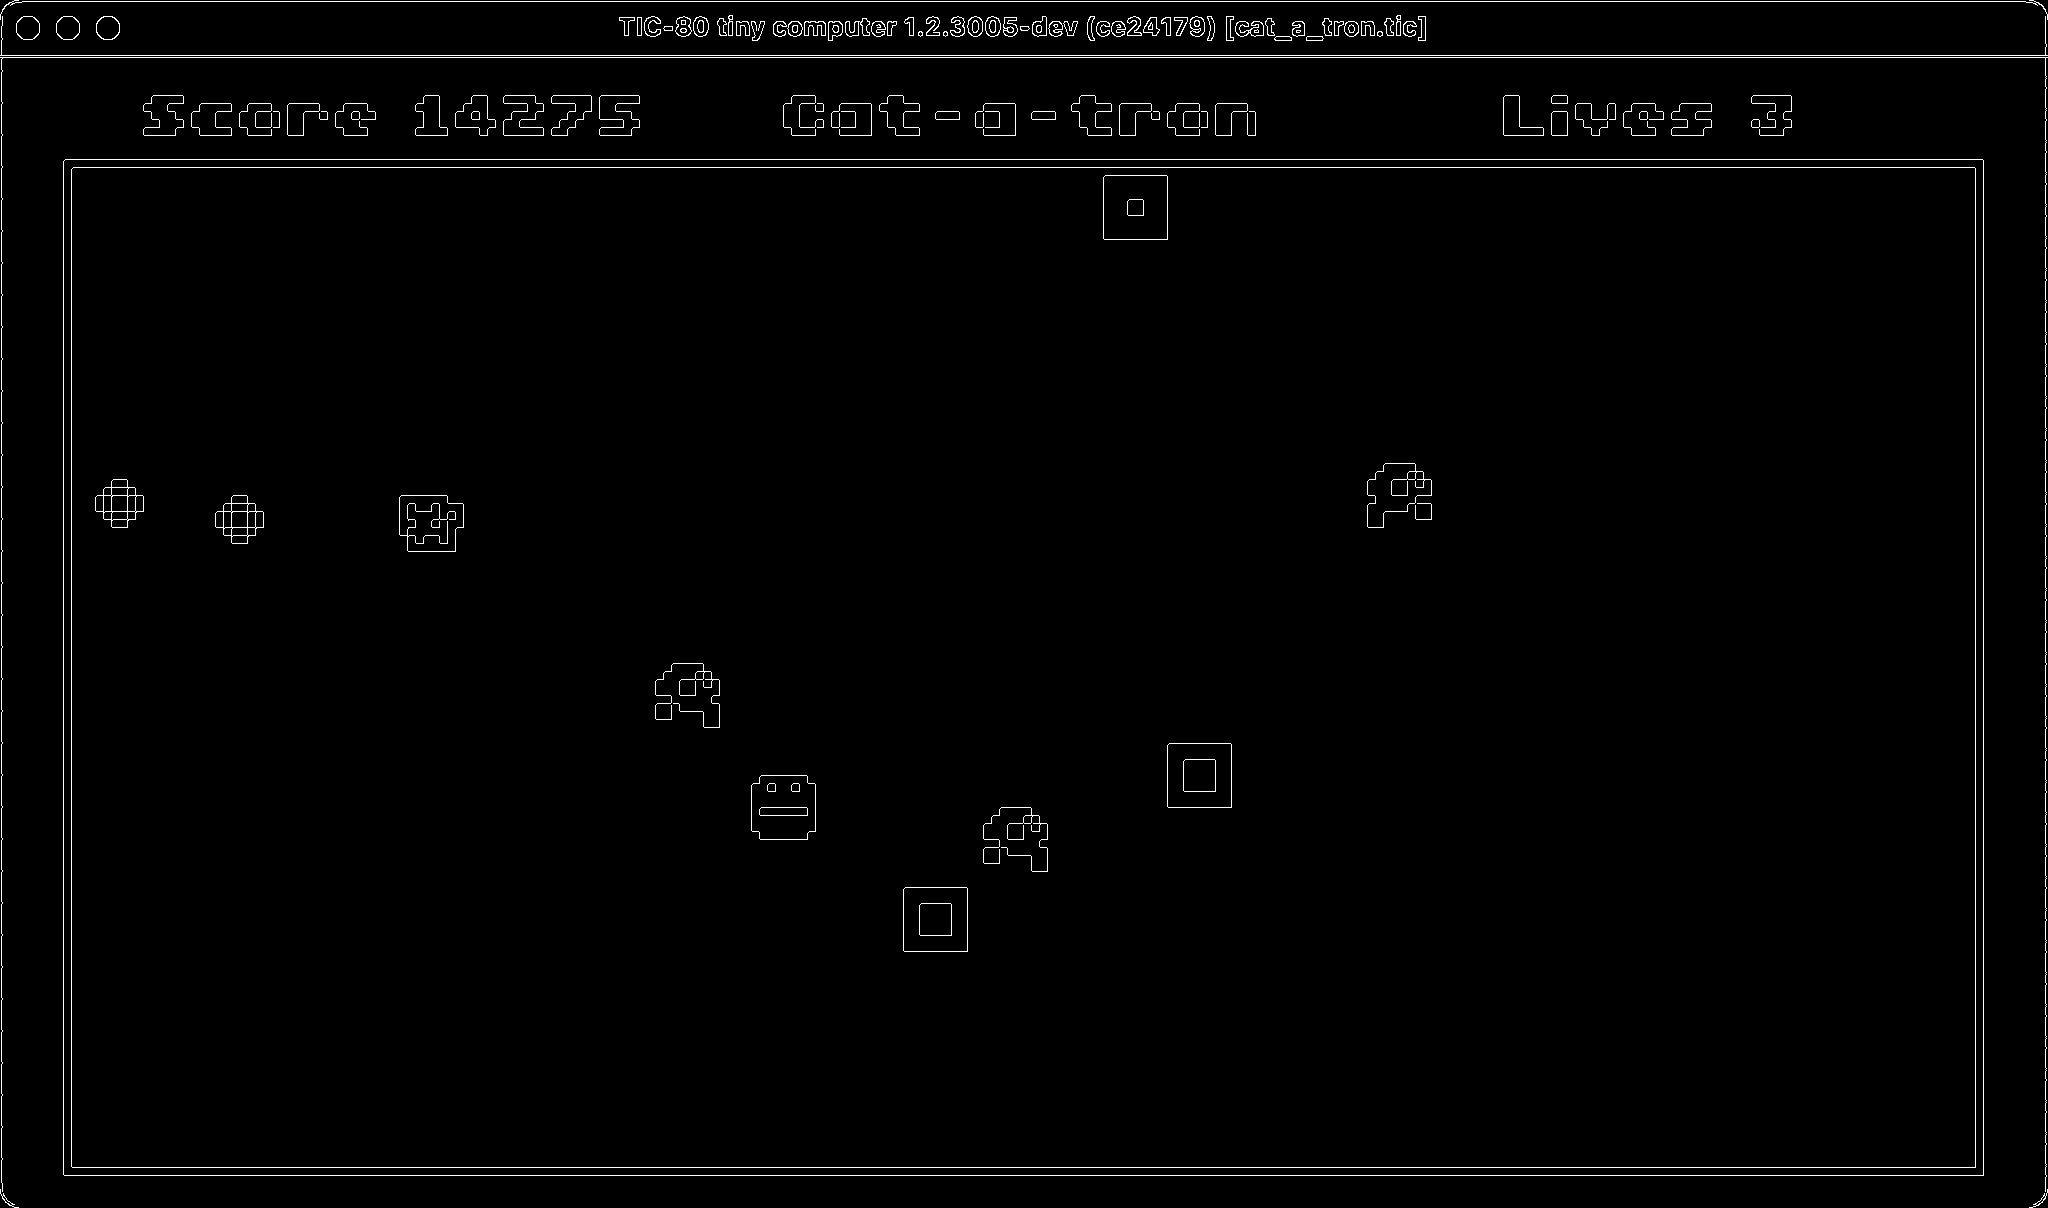 TIC-80 tiny computer 1.2.3005-dev (ce24179) [cat_a_tron.tic]
Score 14275 Cat-a-tron Lives 3